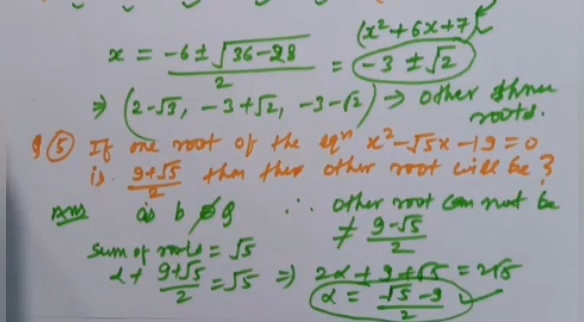 (x²+6x+7)
x = (-6 ± √(36-28))/2 = (-3 ± √2)
⇒ (2-√3, -3+√2, -3-√2) → other three roots.
Q⑤ If one root of the eqⁿ x²-√5x-19=0
is (9+√5)/2 then other root will be?
Ans as b ∉ Q ∴ other root can not be
≠ (9-√5)/2
Sum of roots = √5
α + (9+√5)/2 = √5 ⇒ 2α + 9+√5 = 2√5
α = (√5-9)/2